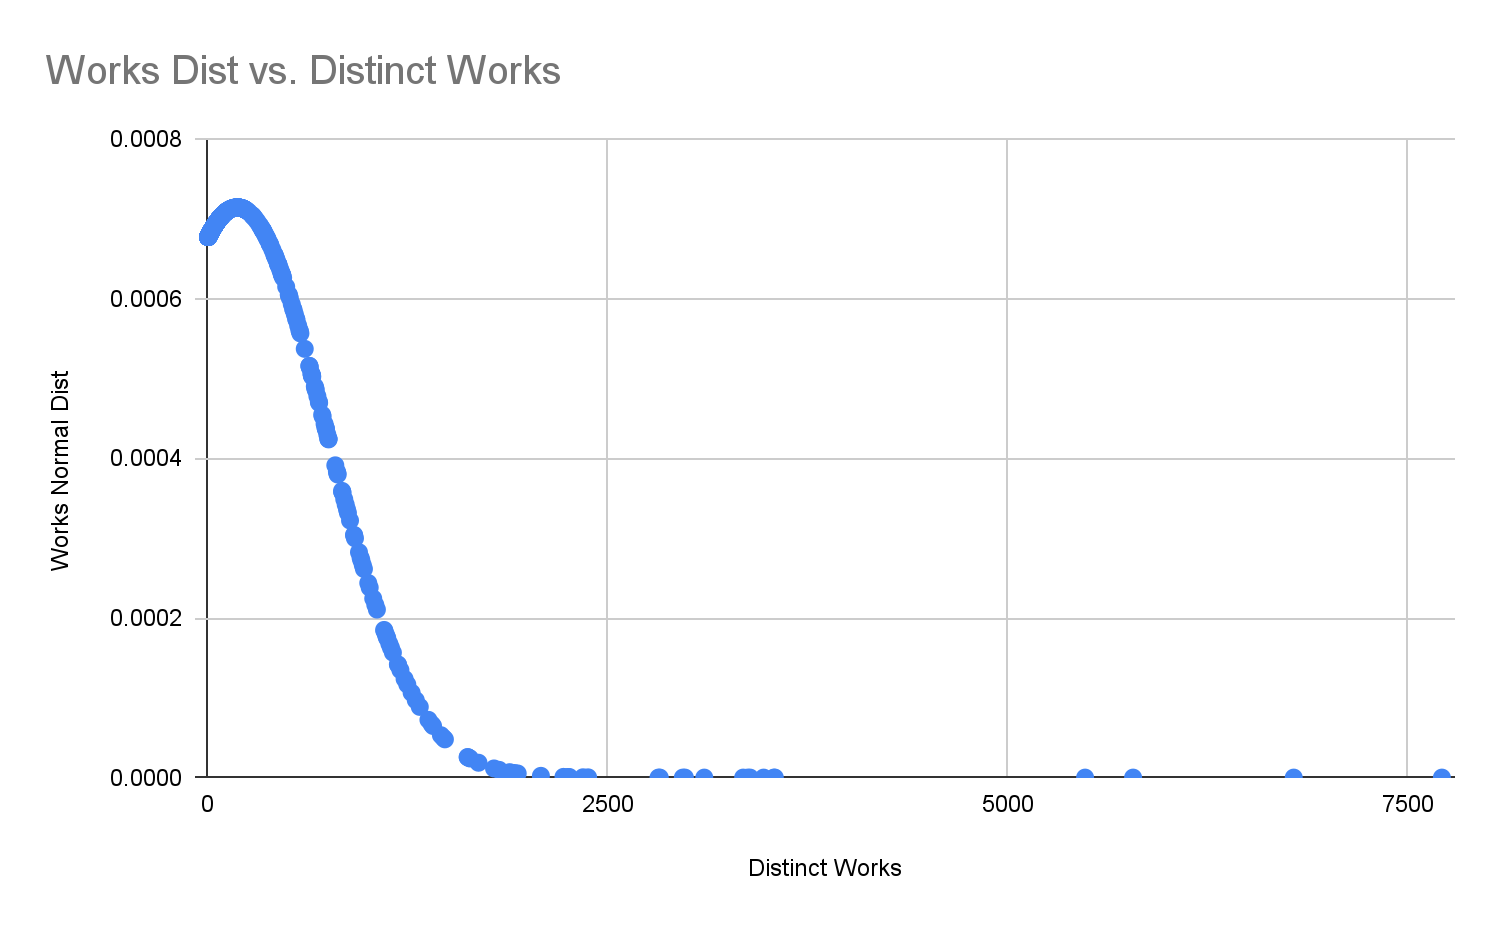 Works Dist vs. Distinct Works
0.0008
0.0006
0.0004
0.0002
0.0000
Works Normal Dist
0 2500 5000 7500
Distinct Works